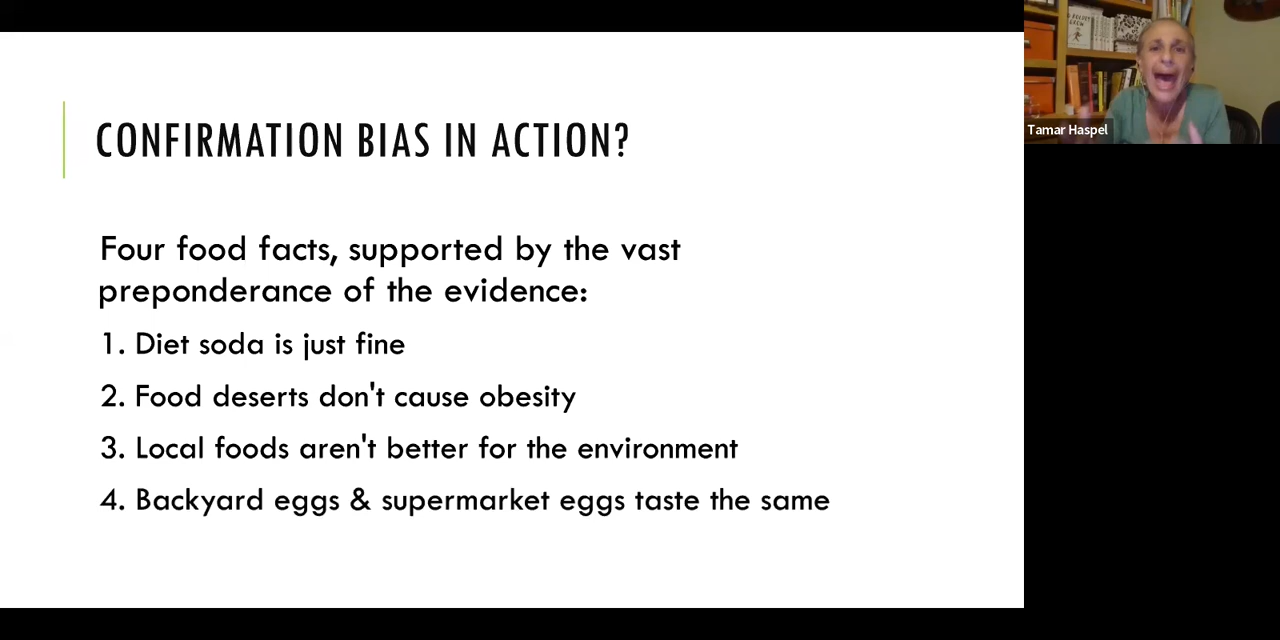 CONFIRMATION BIAS IN ACTION?
Four food facts, supported by the vast
preponderance of the evidence:
1. Diet soda is just fine
2. Food deserts don't cause obesity
3. Local foods aren't better for the environment
4. Backyard eggs & supermarket eggs taste the same
Tamar Haspel